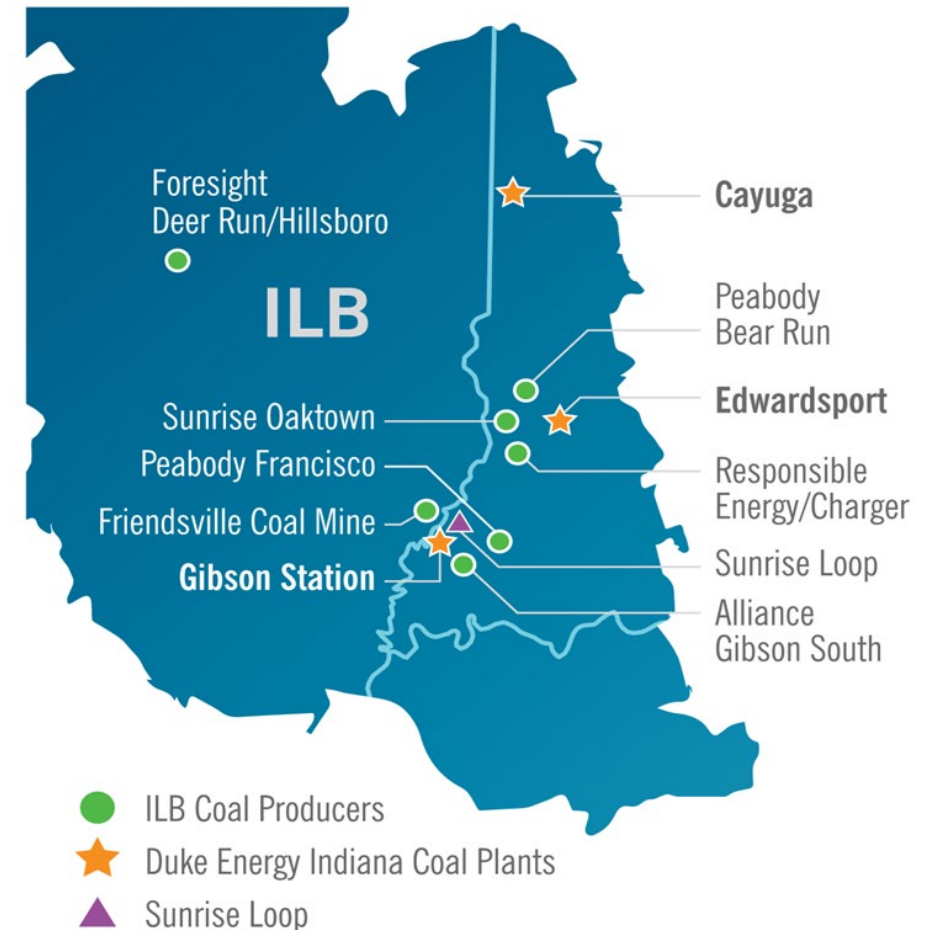 Foresight
Deer Run/Hillsboro
ILB
Cayuga
Peabody
Bear Run
Sunrise Oaktown
Edwardsport
Peabody Francisco
Responsible
Energy/Charger
Friendsville Coal Mine
Sunrise Loop
Gibson Station
Alliance
Gibson South
ILB Coal Producers
Duke Energy Indiana Coal Plants
Sunrise Loop